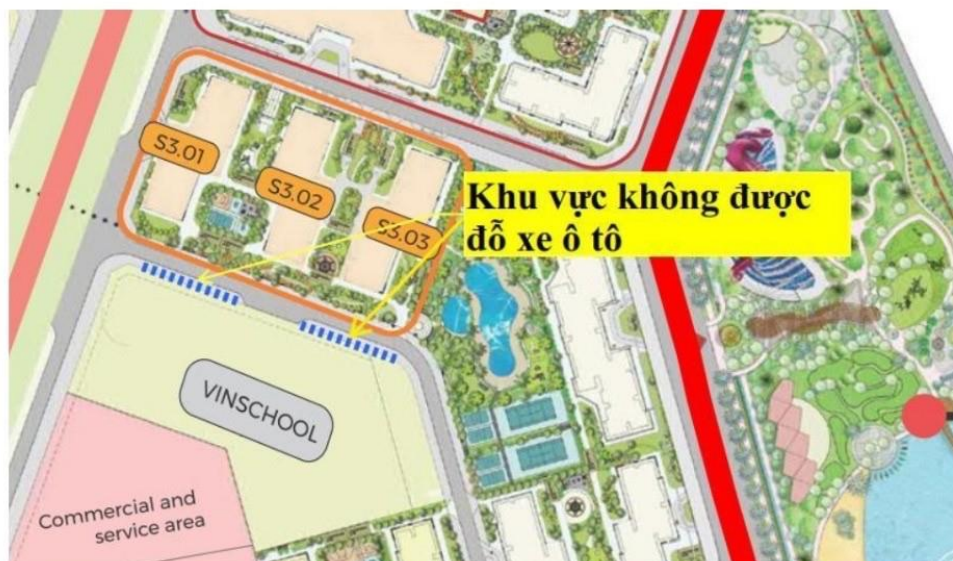 S3.01
S3.02
S3.03
Khu vực không được
đỗ xe ô tô
VINSCHOOL
Commercial and
service area